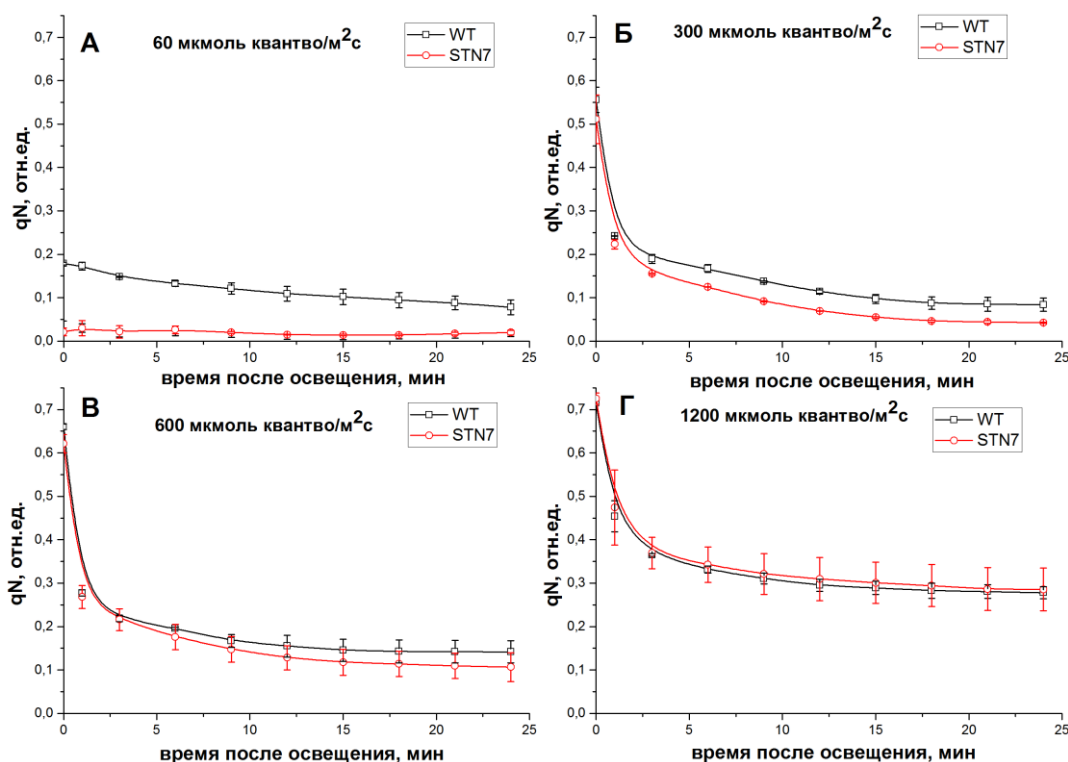 А
60 мкмоль квантво/м²с
WT
STN7
qN, отн.ед.
0,7
0,6
0,5
0,4
0,3
0,2
0,1
0,0
0 5 10 15 20 25
время после освещения, мин
Б
300 мкмоль квантво/м²с
WT
STN7
qN, отн.ед.
0,7
0,6
0,5
0,4
0,3
0,2
0,1
0,0
0 5 10 15 20 25
время после освещения, мин
В
600 мкмоль квантво/м²с
WT
STN7
qN, отн.ед.
0,7
0,6
0,5
0,4
0,3
0,2
0,1
0,0
0 5 10 15 20 25
время после освещения, мин
Г
1200 мкмоль квантво/м²с
WT
STN7
qN, отн.ед.
0,7
0,6
0,5
0,4
0,3
0,2
0,1
0,0
0 5 10 15 20 25
время после освещения, мин